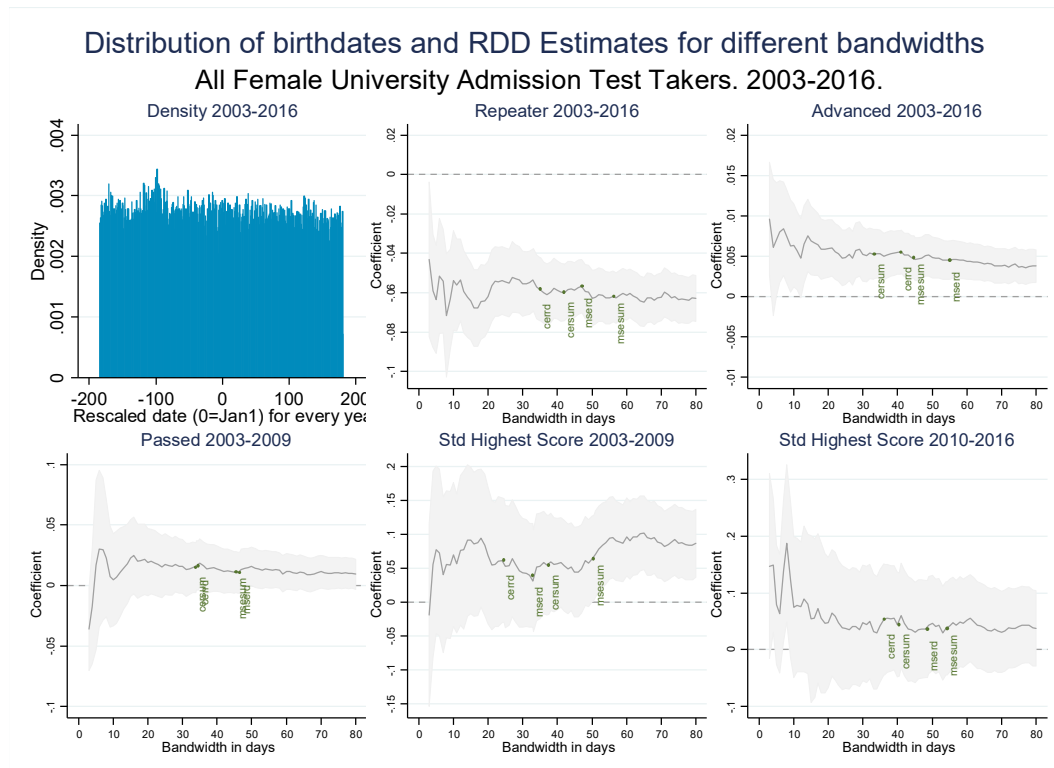 Distribution of birthdates and RDD Estimates for different bandwidths
All Female University Admission Test Takers. 2003-2016.
Density 2003-2016
Density
.004
.003
.002
.001
0
-200 -100 0 100 200
Rescaled date (0=Jan1) for every yea
Repeater 2003-2016
Coefficient
.02
0
-.02
-.04
-.06
-.08
-.1
cerrd
cersum
mserd
msesum
0 10 20 30 40 50 60 70 80
Bandwidth in days
Advanced 2003-2016
Coefficient
.02
.015
.01
.005
0
-.005
-.01
cersum
cerrd
msesum
mserd
0 10 20 30 40 50 60 70 80
Bandwidth in days
Passed 2003-2009
Coefficient
.1
.05
0
-.05
-.1
cersum
cerrd
msesum
mserd
0 10 20 30 40 50 60 70 80
Bandwidth in days
Std Highest Score 2003-2009
Coefficient
.2
.15
.1
.05
0
-.05
-.1
-.15
cerrd
mserd
cersum
msesum
0 10 20 30 40 50 60 70 80
Bandwidth in days
Std Highest Score 2010-2016
Coefficient
.3
.2
.1
0
-.1
cerrd
cersum
mserd
msesum
0 10 20 30 40 50 60 70 80
Bandwidth in days